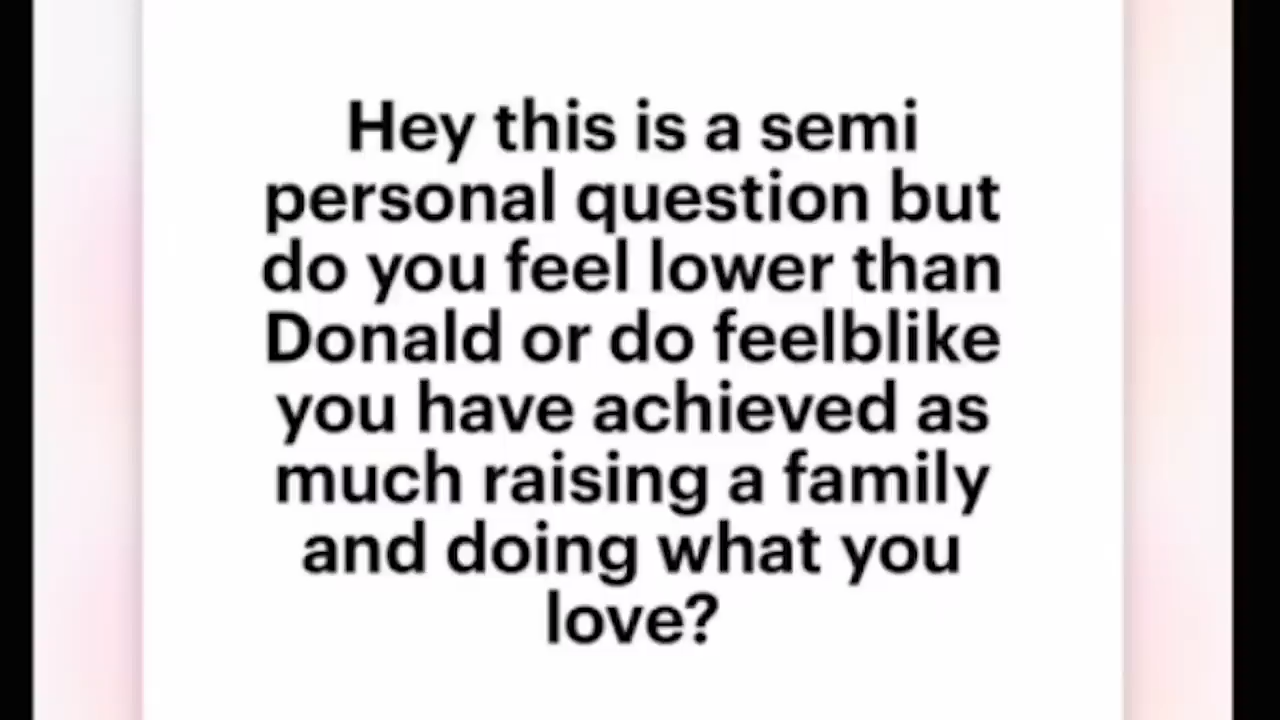 Hey this is a semi
personal question but
do you feel lower than
Donald or do feelblike
you have achieved as
much raising a family
and doing what you
love?